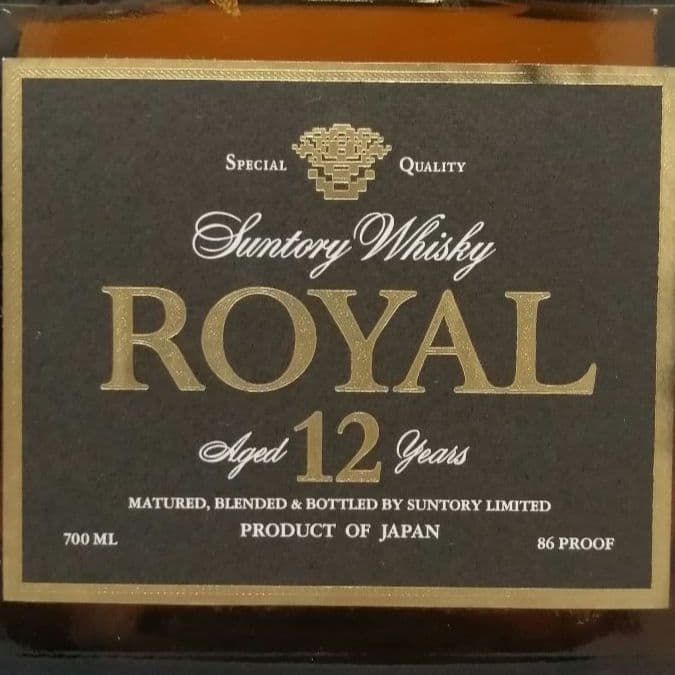 SPECIAL QUALITY
Suntory Whisky
ROYAL
Aged 12 Years
MATURED, BLENDED & BOTTLED BY SUNTORY LIMITED
PRODUCT OF JAPAN
700 ML
86 PROOF